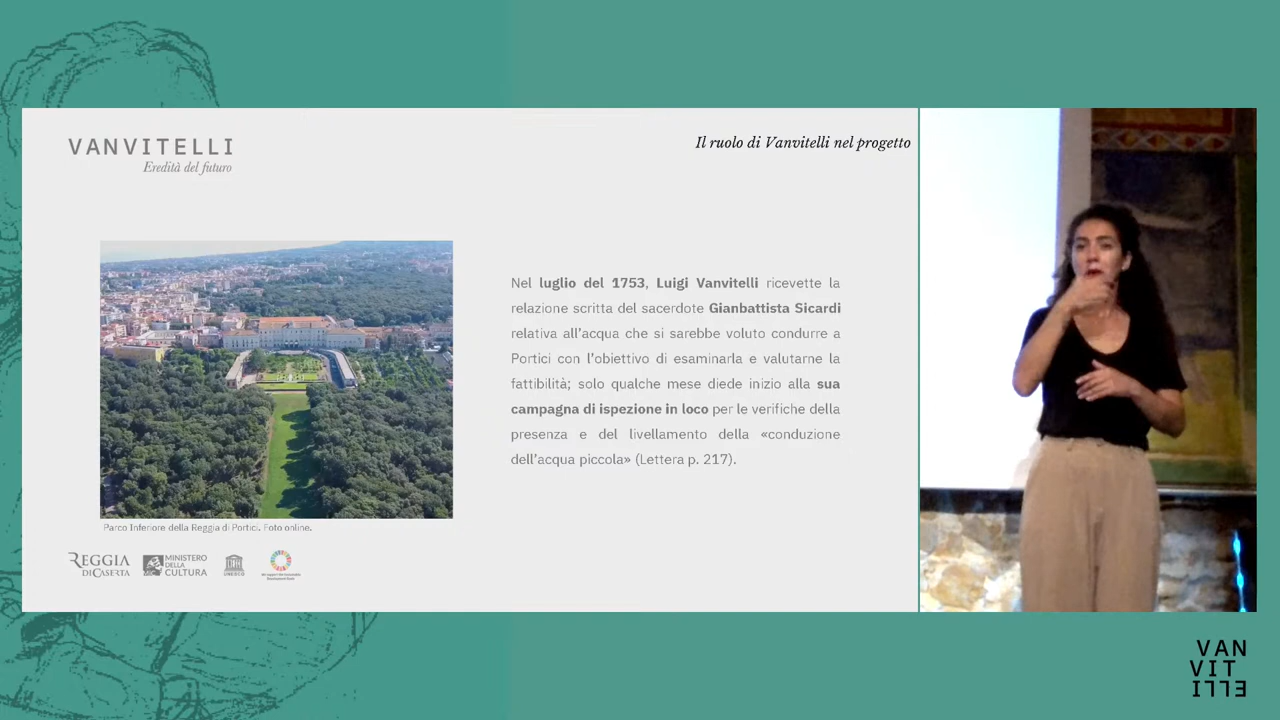 VANVITELLI
Eredità del futuro
Il ruolo di Vanvitelli nel progetto
Nel luglio del 1753, Luigi Vanvitelli ricevette la
relazione scritta del sacerdote Gianbattista Sicardi
relativa all’acqua che si sarebbe voluto condurre a
Portici con l’obiettivo di esaminarla e valutarne la
fattibilità; solo qualche mese diede inizio alla sua
campagna di ispezione in loco per le verifiche della
presenza e del livellamento della «conduzione
dell’acqua piccola» (Lettera p. 217).
Parco Inferiore della Reggia di Portici. Foto online.
REGGIA
DI CASERTA
MiC
MINISTERO
DELLA
CULTURA
UNESCO
VAN
VIT
ELLI